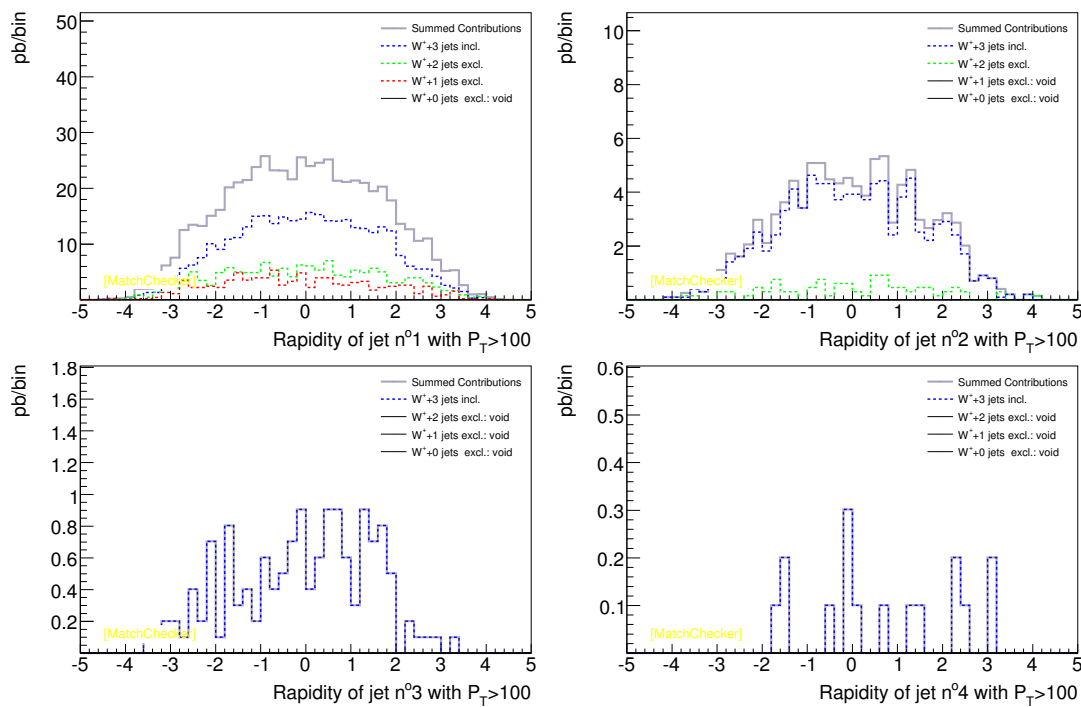 pb/bin
50
40
30
20
10
Summed Contributions
W⁺+3 jets incl.
W⁺+2 jets excl.
W⁺+1 jets excl.
W⁺+0 jets excl.: void
[MatchChecker]
-5 -4 -3 -2 -1 0 1 2 3 4 5
Rapidity of jet nº1 with P_T>100
pb/bin
10
8
6
4
2
Summed Contributions
W⁺+3 jets incl.
W⁺+2 jets excl.
W⁺+1 jets excl.: void
W⁺+0 jets excl.: void
[MatchChecker]
-5 -4 -3 -2 -1 0 1 2 3 4 5
Rapidity of jet nº2 with P_T>100
pb/bin
1.8
1.6
1.4
1.2
1
0.8
0.6
0.4
0.2
Summed Contributions
W⁺+3 jets incl.
W⁺+2 jets excl.: void
W⁺+1 jets excl.: void
W⁺+0 jets excl.: void
[MatchChecker]
-5 -4 -3 -2 -1 0 1 2 3 4 5
Rapidity of jet nº3 with P_T>100
pb/bin
0.6
0.5
0.4
0.3
0.2
0.1
Summed Contributions
W⁺+3 jets incl.
W⁺+2 jets excl.: void
W⁺+1 jets excl.: void
W⁺+0 jets excl.: void
[MatchChecker]
-5 -4 -3 -2 -1 0 1 2 3 4 5
Rapidity of jet nº4 with P_T>100